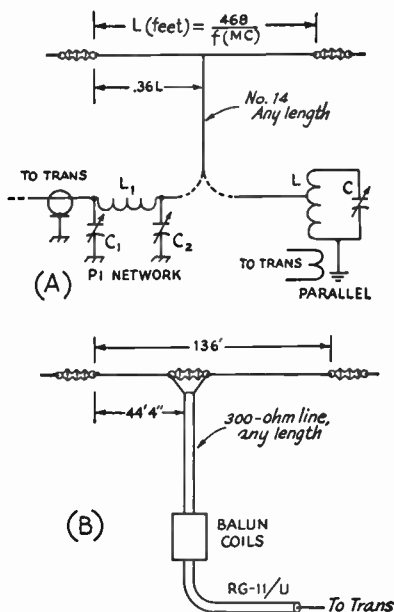 L (feet) = 468 / f(MC)
.36L
No. 14
Any length
TO TRANS
L1
C1
C2
PI NETWORK
(A)
L
C
TO TRANS
PARALLEL
136'
44'4"
300-ohm line,
any length
(B)
BALUN
COILS
RG-11/U
To Trans